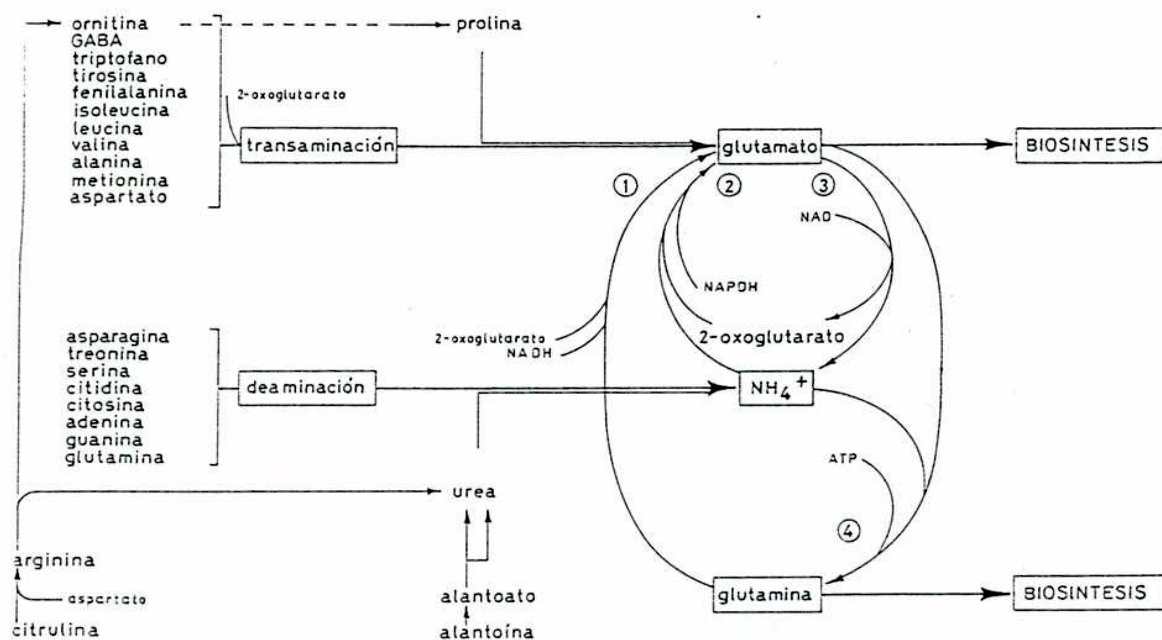 ornitina
prolina
GABA
triptofano
tirosina
fenilalanina
2-oxoglutarato
isoleucina
leucina
valina
alanina
metionina
aspartato
transaminación
glutamato
BIOSINTESIS
1
2
3
NAD
NAPDH
2-oxoglutarato
asparagina
treonina
serina
citidina
citosina
adenina
guanina
glutamina
deaminación
2-oxoglutarato
NADH
NH4+
ATP
urea
4
arginina
aspartato
citrulina
alantoato
alantoína
glutamina
BIOSINTESIS